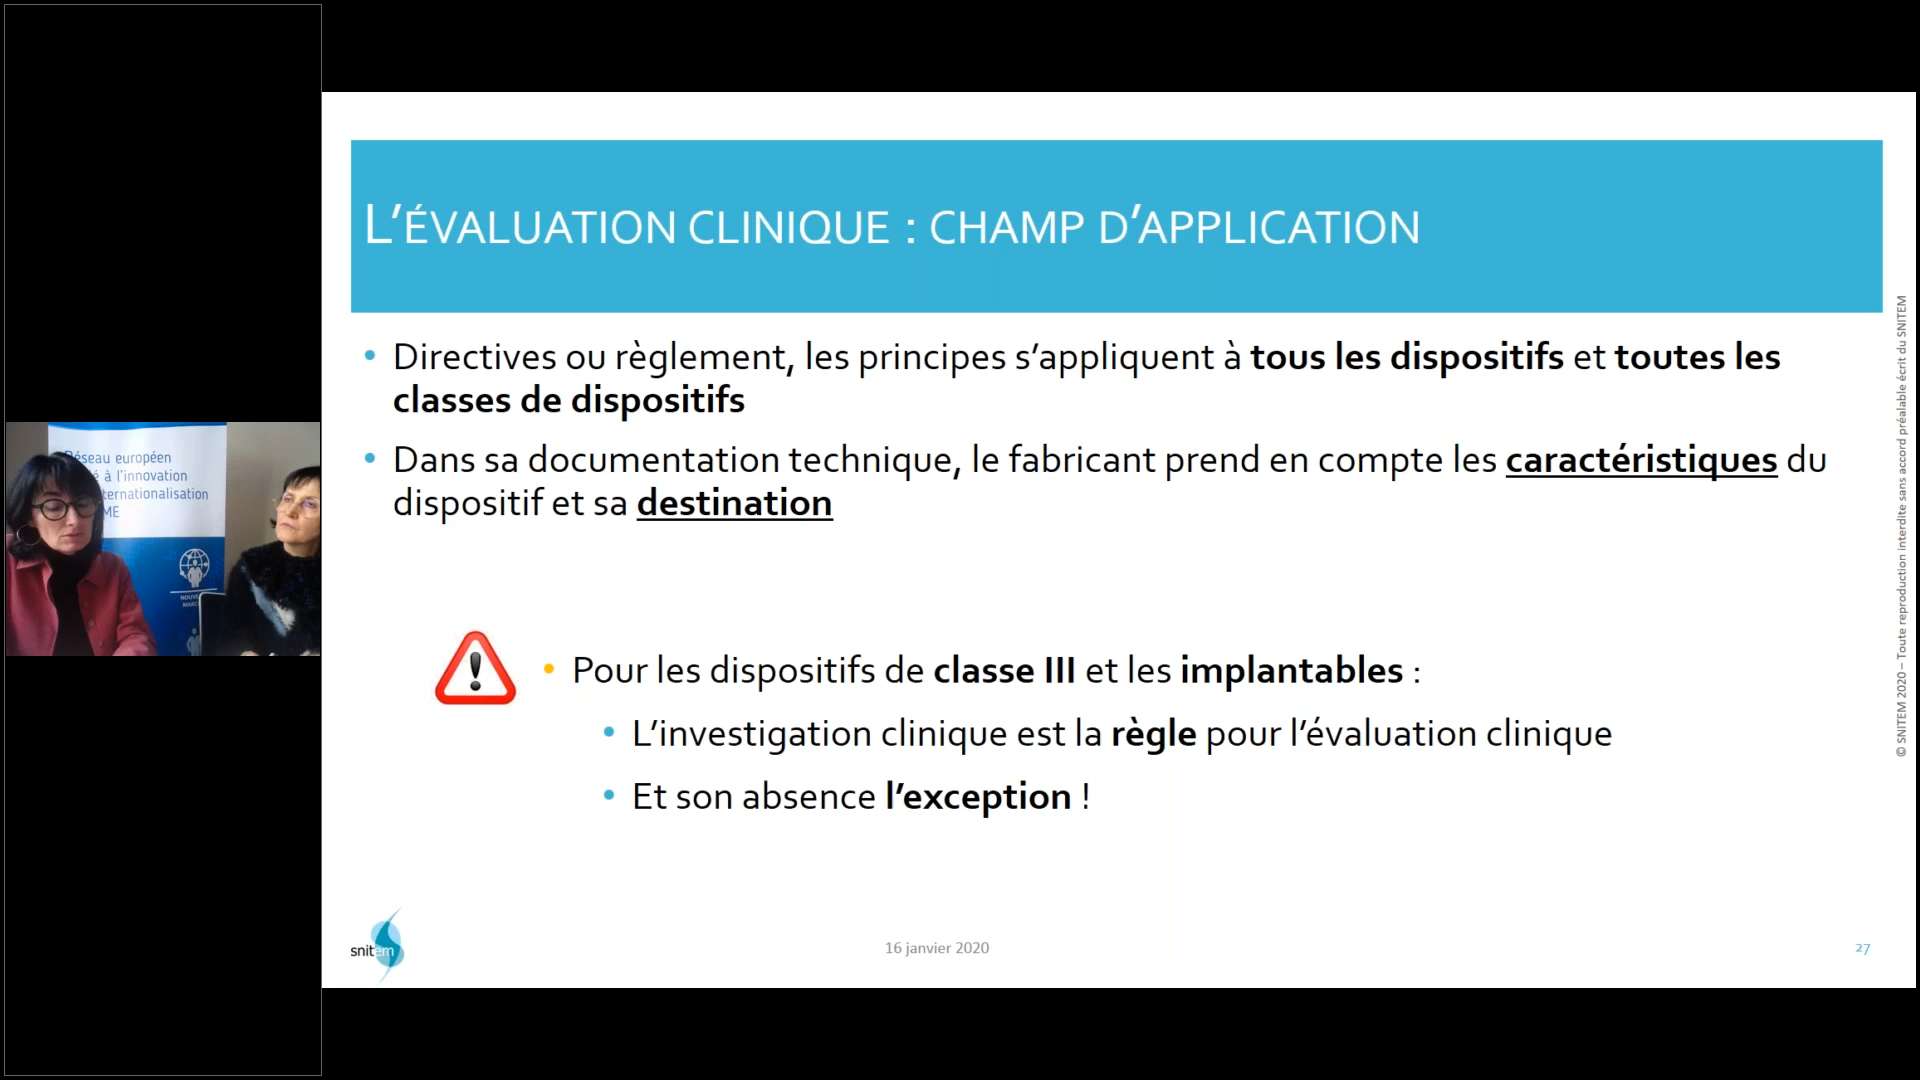 L'ÉVALUATION CLINIQUE : CHAMP D'APPLICATION
• Directives ou règlement, les principes s'appliquent à tous les dispositifs et toutes les
classes de dispositifs
• Dans sa documentation technique, le fabricant prend en compte les caractéristiques du
dispositif et sa destination
• Pour les dispositifs de classe III et les implantables :
• L'investigation clinique est la règle pour l'évaluation clinique
• Et son absence l'exception !
snitem
16 janvier 2020
27
© SNITEM 2020 – Toute reproduction interdite sans accord préalable écrit du SNITEM
européen
à l'innovation